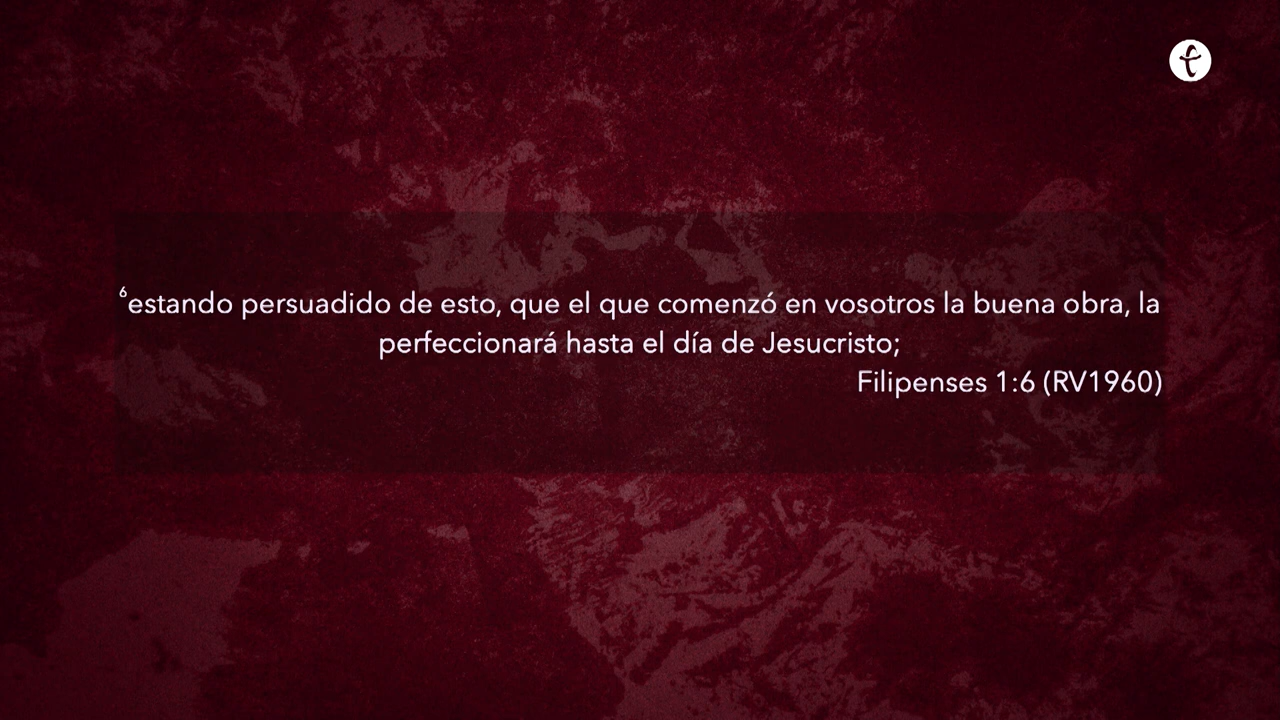 ⁶estando persuadido de esto, que el que comenzó en vosotros la buena obra, la
perfeccionará hasta el día de Jesucristo;
Filipenses 1:6 (RV1960)